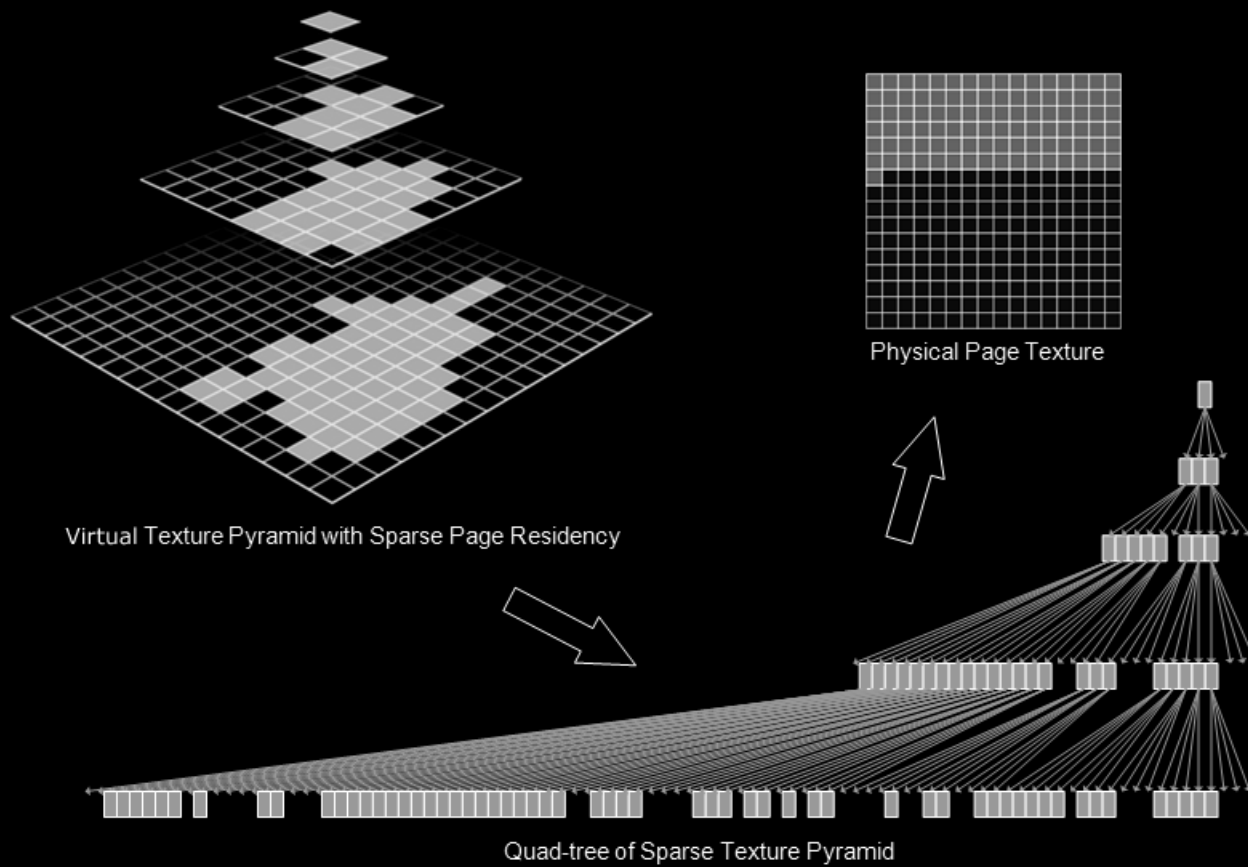 Physical Page Texture
Virtual Texture Pyramid with Sparse Page Residency
Quad-tree of Sparse Texture Pyramid